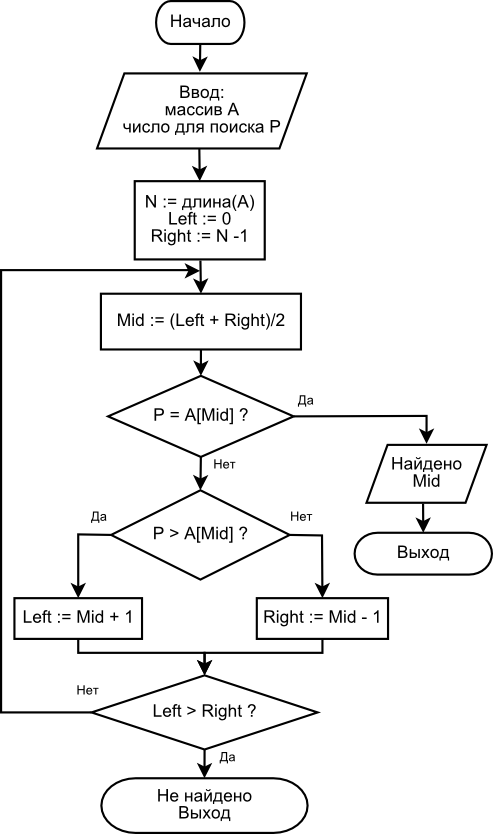 Начало
Ввод:
массив A
число для поиска P
N := длина(A)
Left := 0
Right := N -1
Mid := (Left + Right)/2
P = A[Mid] ?
Да
Нет
Найдено
Mid
Выход
P > A[Mid] ?
Да
Нет
Left := Mid + 1
Right := Mid - 1
Left > Right ?
Нет
Да
Не найдено
Выход